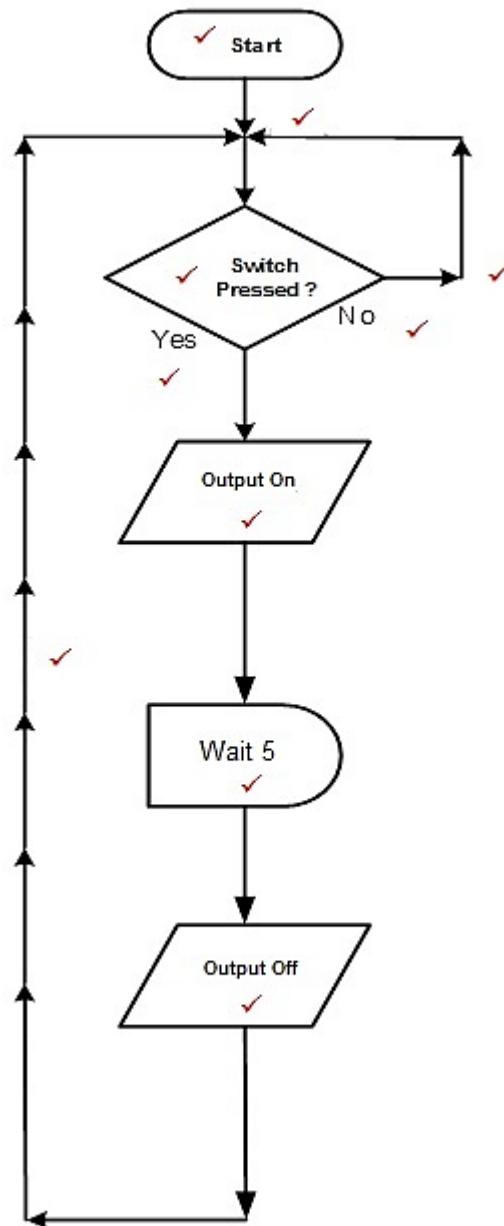 Start
Switch
Pressed ?
No
Yes
Output On
Wait 5
Output Off